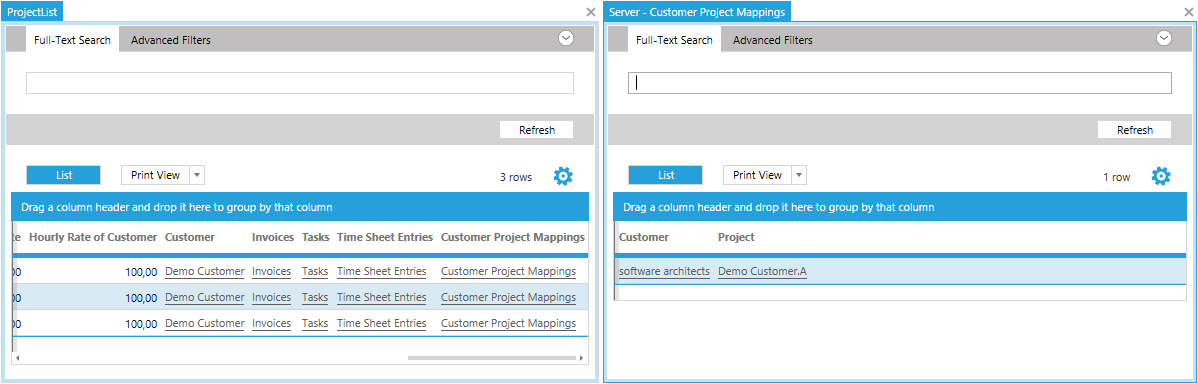 ProjectList
Full-Text Search Advanced Filters
Refresh
List Print View 3 rows
Drag a column header and drop it here to group by that column
te Hourly Rate of Customer Customer Invoices Tasks Time Sheet Entries Customer Project Mappings
00 100,00 Demo Customer Invoices Tasks Time Sheet Entries Customer Project Mappings
00 100,00 Demo Customer Invoices Tasks Time Sheet Entries Customer Project Mappings
00 100,00 Demo Customer Invoices Tasks Time Sheet Entries Customer Project Mappings
Server - Customer Project Mappings
Full-Text Search Advanced Filters
Refresh
List Print View 1 row
Drag a column header and drop it here to group by that column
Customer Project
software architects Demo Customer.A